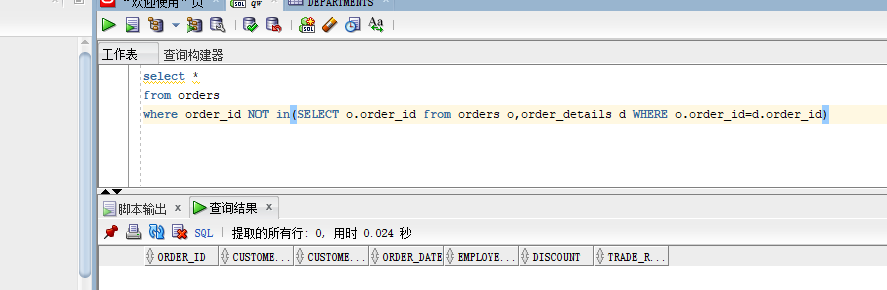 "欢迎使用"页
qw
DEPARTMENTS
工作表
查询构建器
select *
from orders
where order_id NOT in(SELECT o.order_id from orders o,order_details d WHERE o.order_id=d.order_id)
脚本输出 x
查询结果 x
SQL
提取的所有行: 0, 用时 0.024 秒
ORDER_ID
CUSTOME...
CUSTOME...
ORDER_DATE
EMPLOYE...
DISCOUNT
TRADE_R...